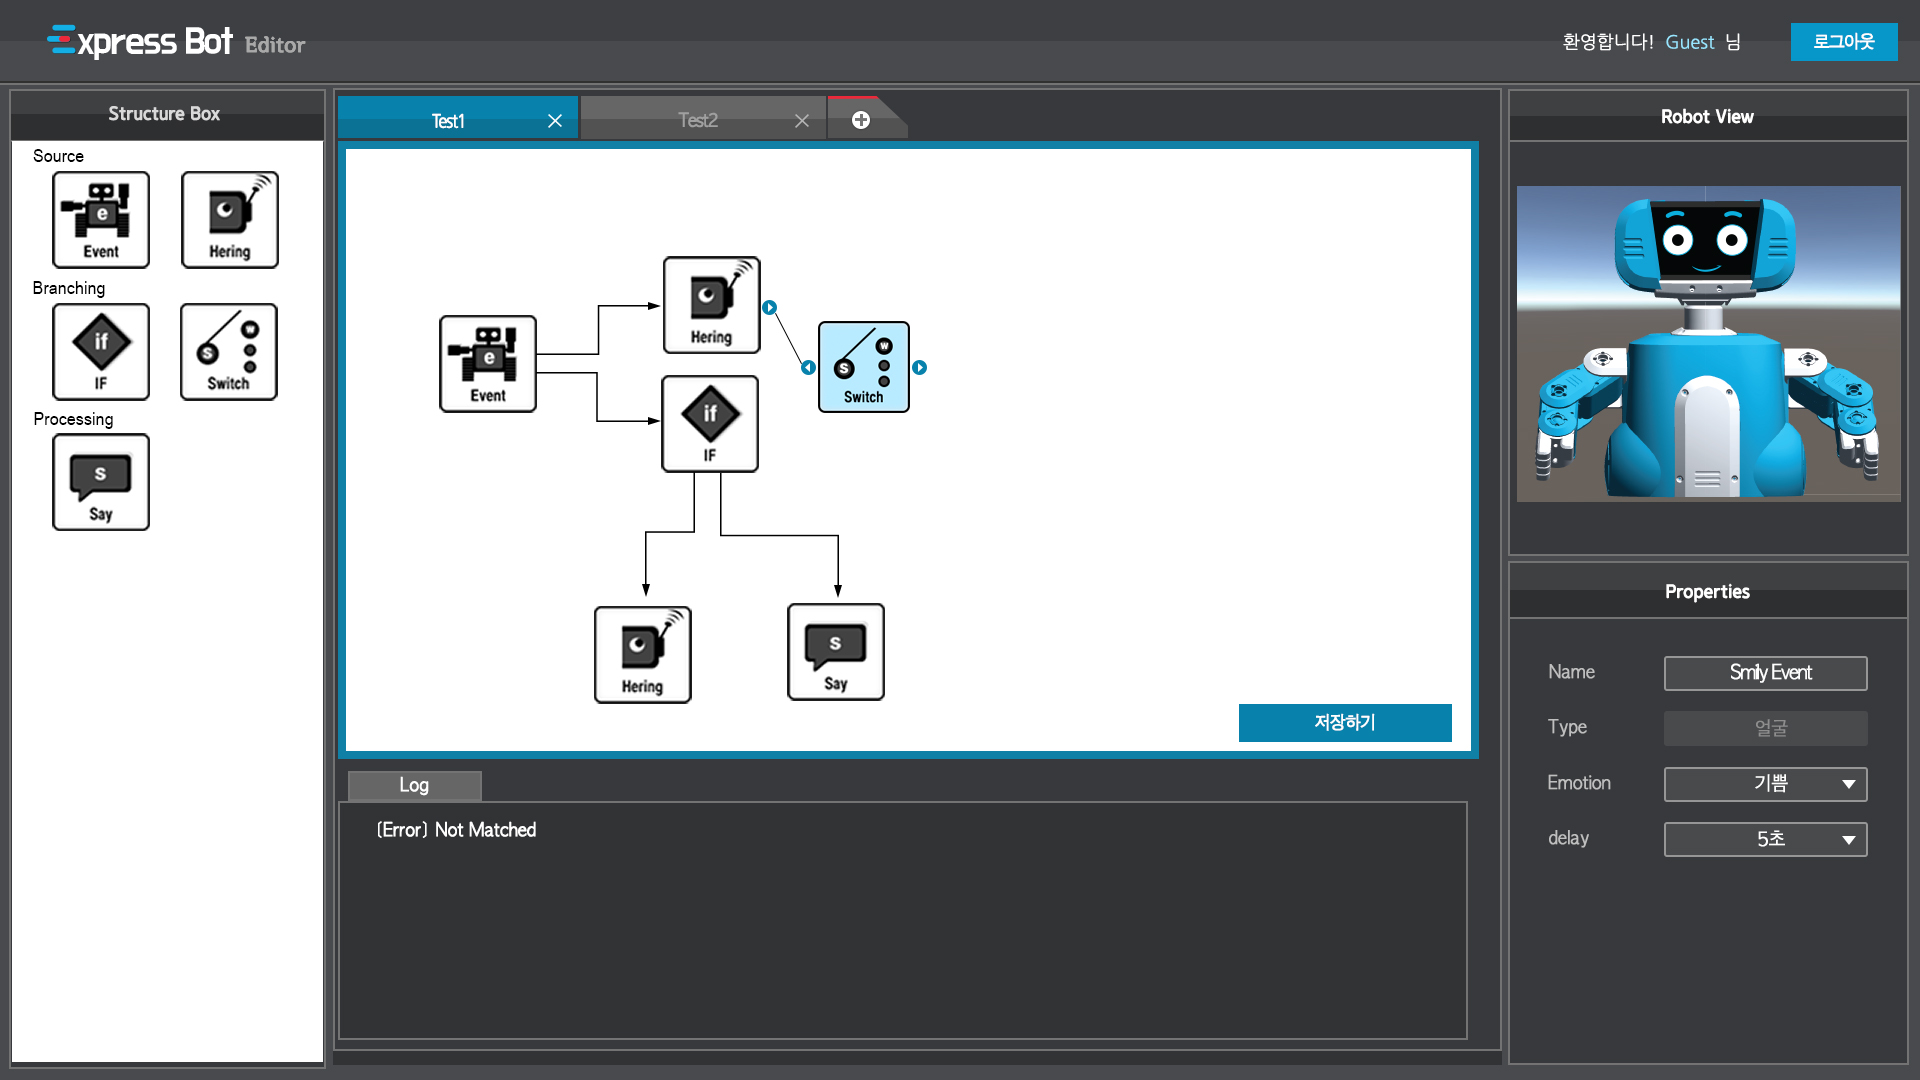 Express Bot Editor
환영합니다! Guest 님
로그아웃
Structure Box
Source
e
Event
Hering
Branching
if
IF
S
W
Switch
Processing
S
Say
Test1
Test2
e
Event
Hering
if
IF
S
W
Switch
Hering
S
Say
저장하기
Log
[Error] Not Matched
Robot View
Properties
Name
Smily Event
Type
얼굴
Emotion
기쁨
delay
5초